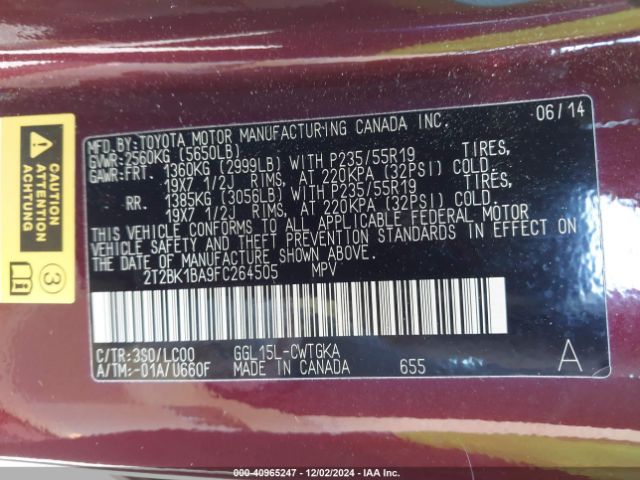 06/14
MFD.BY:TOYOTA MOTOR MANUFACTURING CANADA INC.
GVWR:2560KG (5650LB)
GAWR:FRT. 1360KG (2999LB) WITH P235/55R19 TIRES,
19X7 1/2J RIMS, AT 220KPA (32PSI) COLD.
RR. 1385KG (3056LB) WITH P235/55R19 TIRES,
19X7 1/2J RIMS, AT 220KPA (32PSI) COLD.
THIS VEHICLE CONFORMS TO ALL APPLICABLE FEDERAL MOTOR
VEHICLE SAFETY AND THEFT PREVENTION STANDARDS IN EFFECT ON
THE DATE OF MANUFACTURE SHOWN ABOVE.
2T2BK1BA9FC264505 MPV
C/TR:3S0/LC00 GGL15L-CWTGKA
A/TM:-01A/U660F MADE IN CANADA 655 A
3
000-40965247 - 12/02/2024 - IAA Inc.